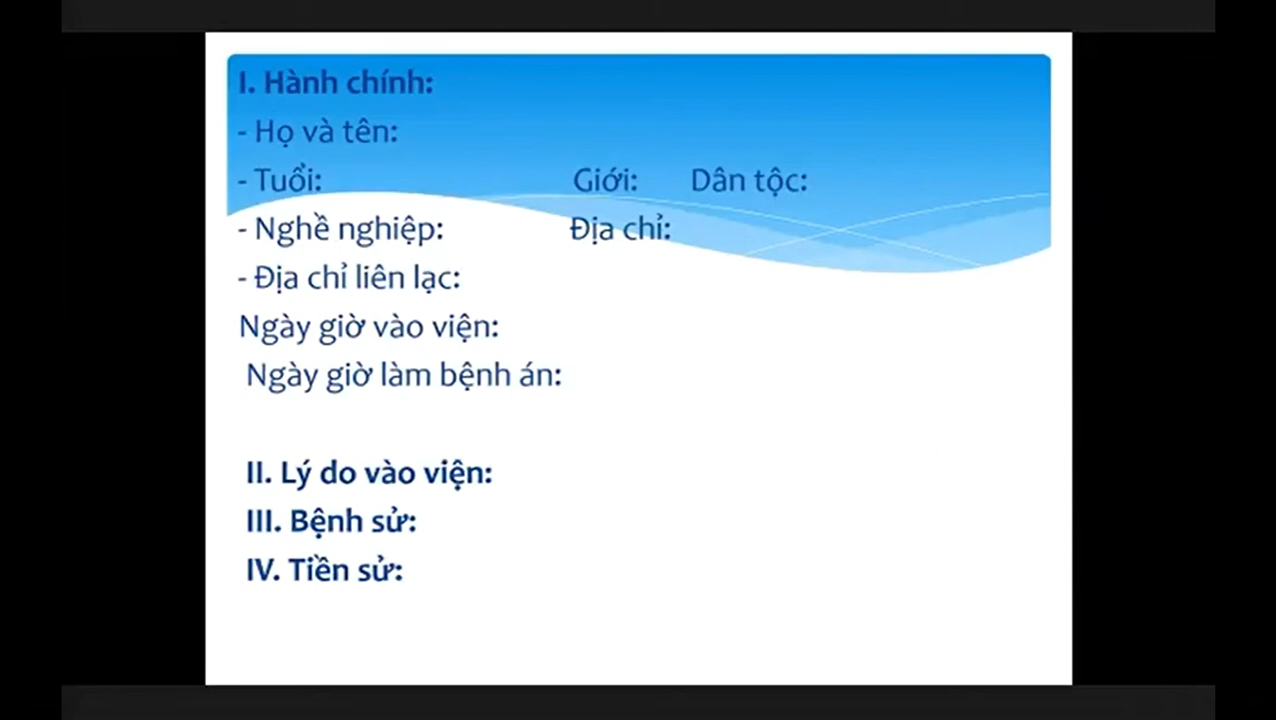 I. Hành chính:
- Họ và tên:
- Tuổi: Giới: Dân tộc:
- Nghề nghiệp: Địa chỉ:
- Địa chỉ liên lạc:
Ngày giờ vào viện:
Ngày giờ làm bệnh án:
II. Lý do vào viện:
III. Bệnh sử:
IV. Tiền sử: